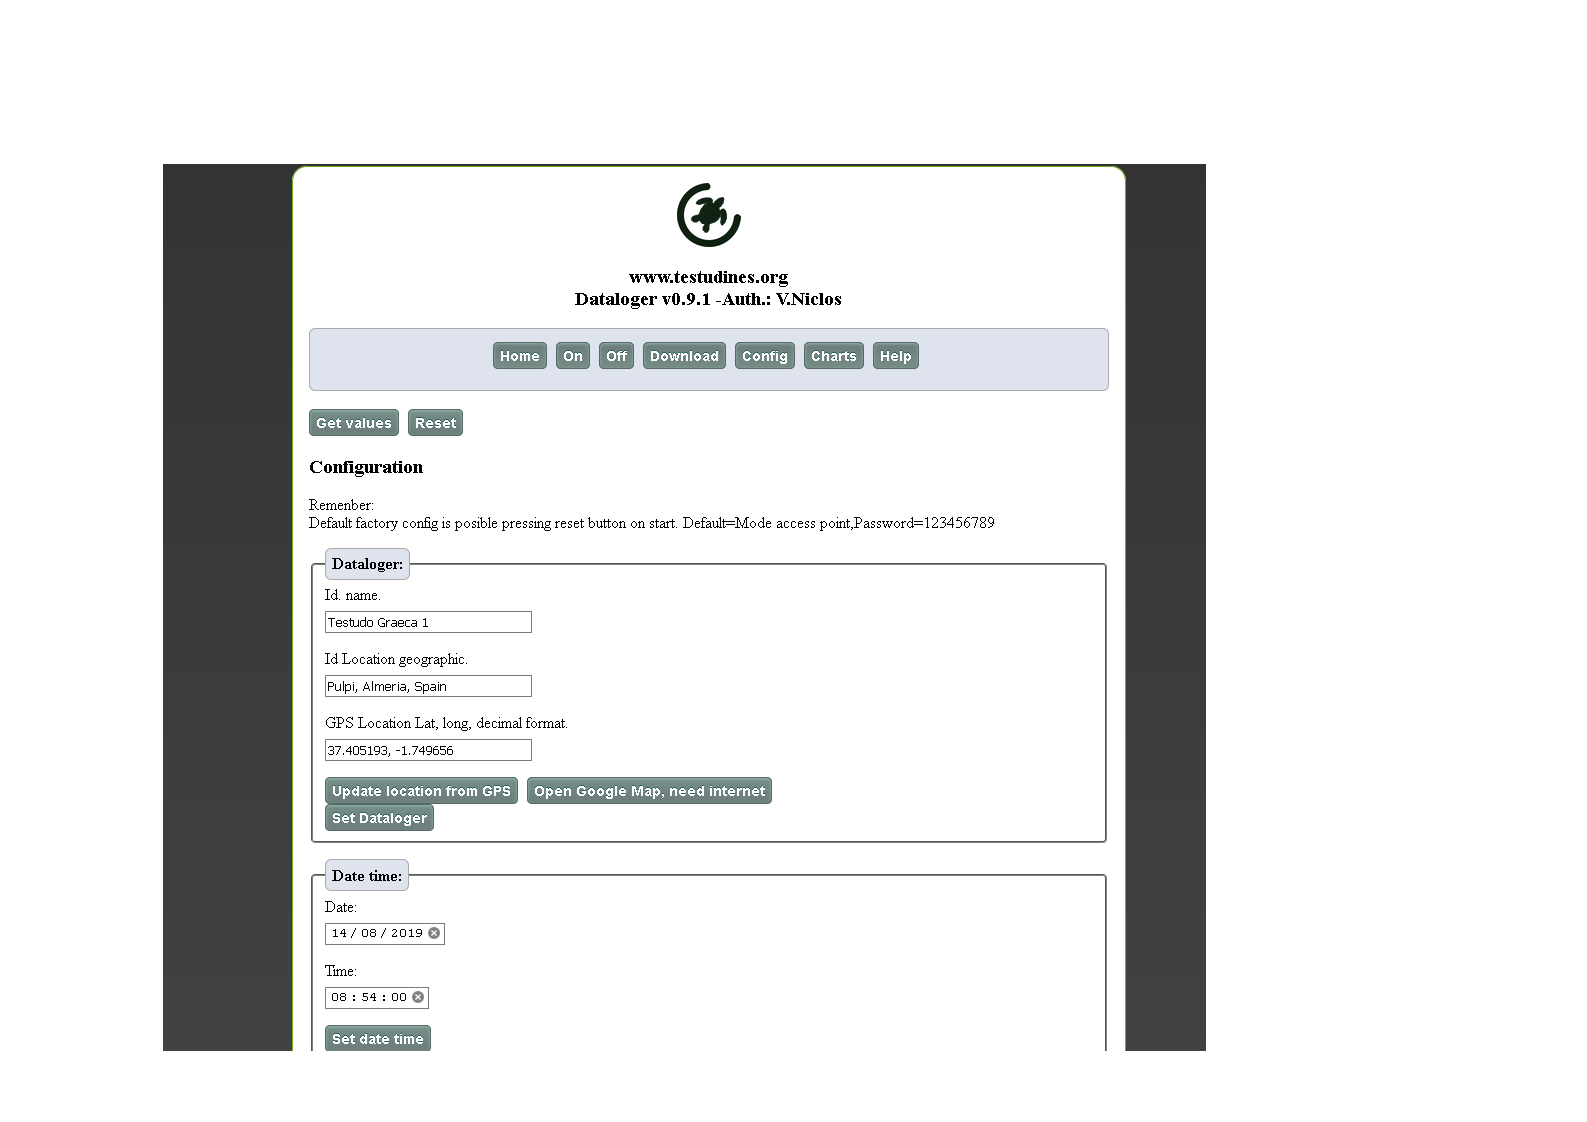 www.testudines.org
Dataloger v0.9.1 -Auth.: V.Niclos
Home On Off Download Config Charts Help
Get values Reset
Configuration
Remenber:
Default factory config is posible pressing reset button on start. Default=Mode access point,Password=123456789
Dataloger:
Id. name.
Testudo Graeca 1
Id Location geographic.
Pulpi, Almeria, Spain
GPS Location Lat, long, decimal format.
37.405193, -1.749656
Update location from GPS Open Google Map, need internet
Set Dataloger
Date time:
Date:
14 / 08 / 2019
Time:
08 : 54 : 00
Set date time